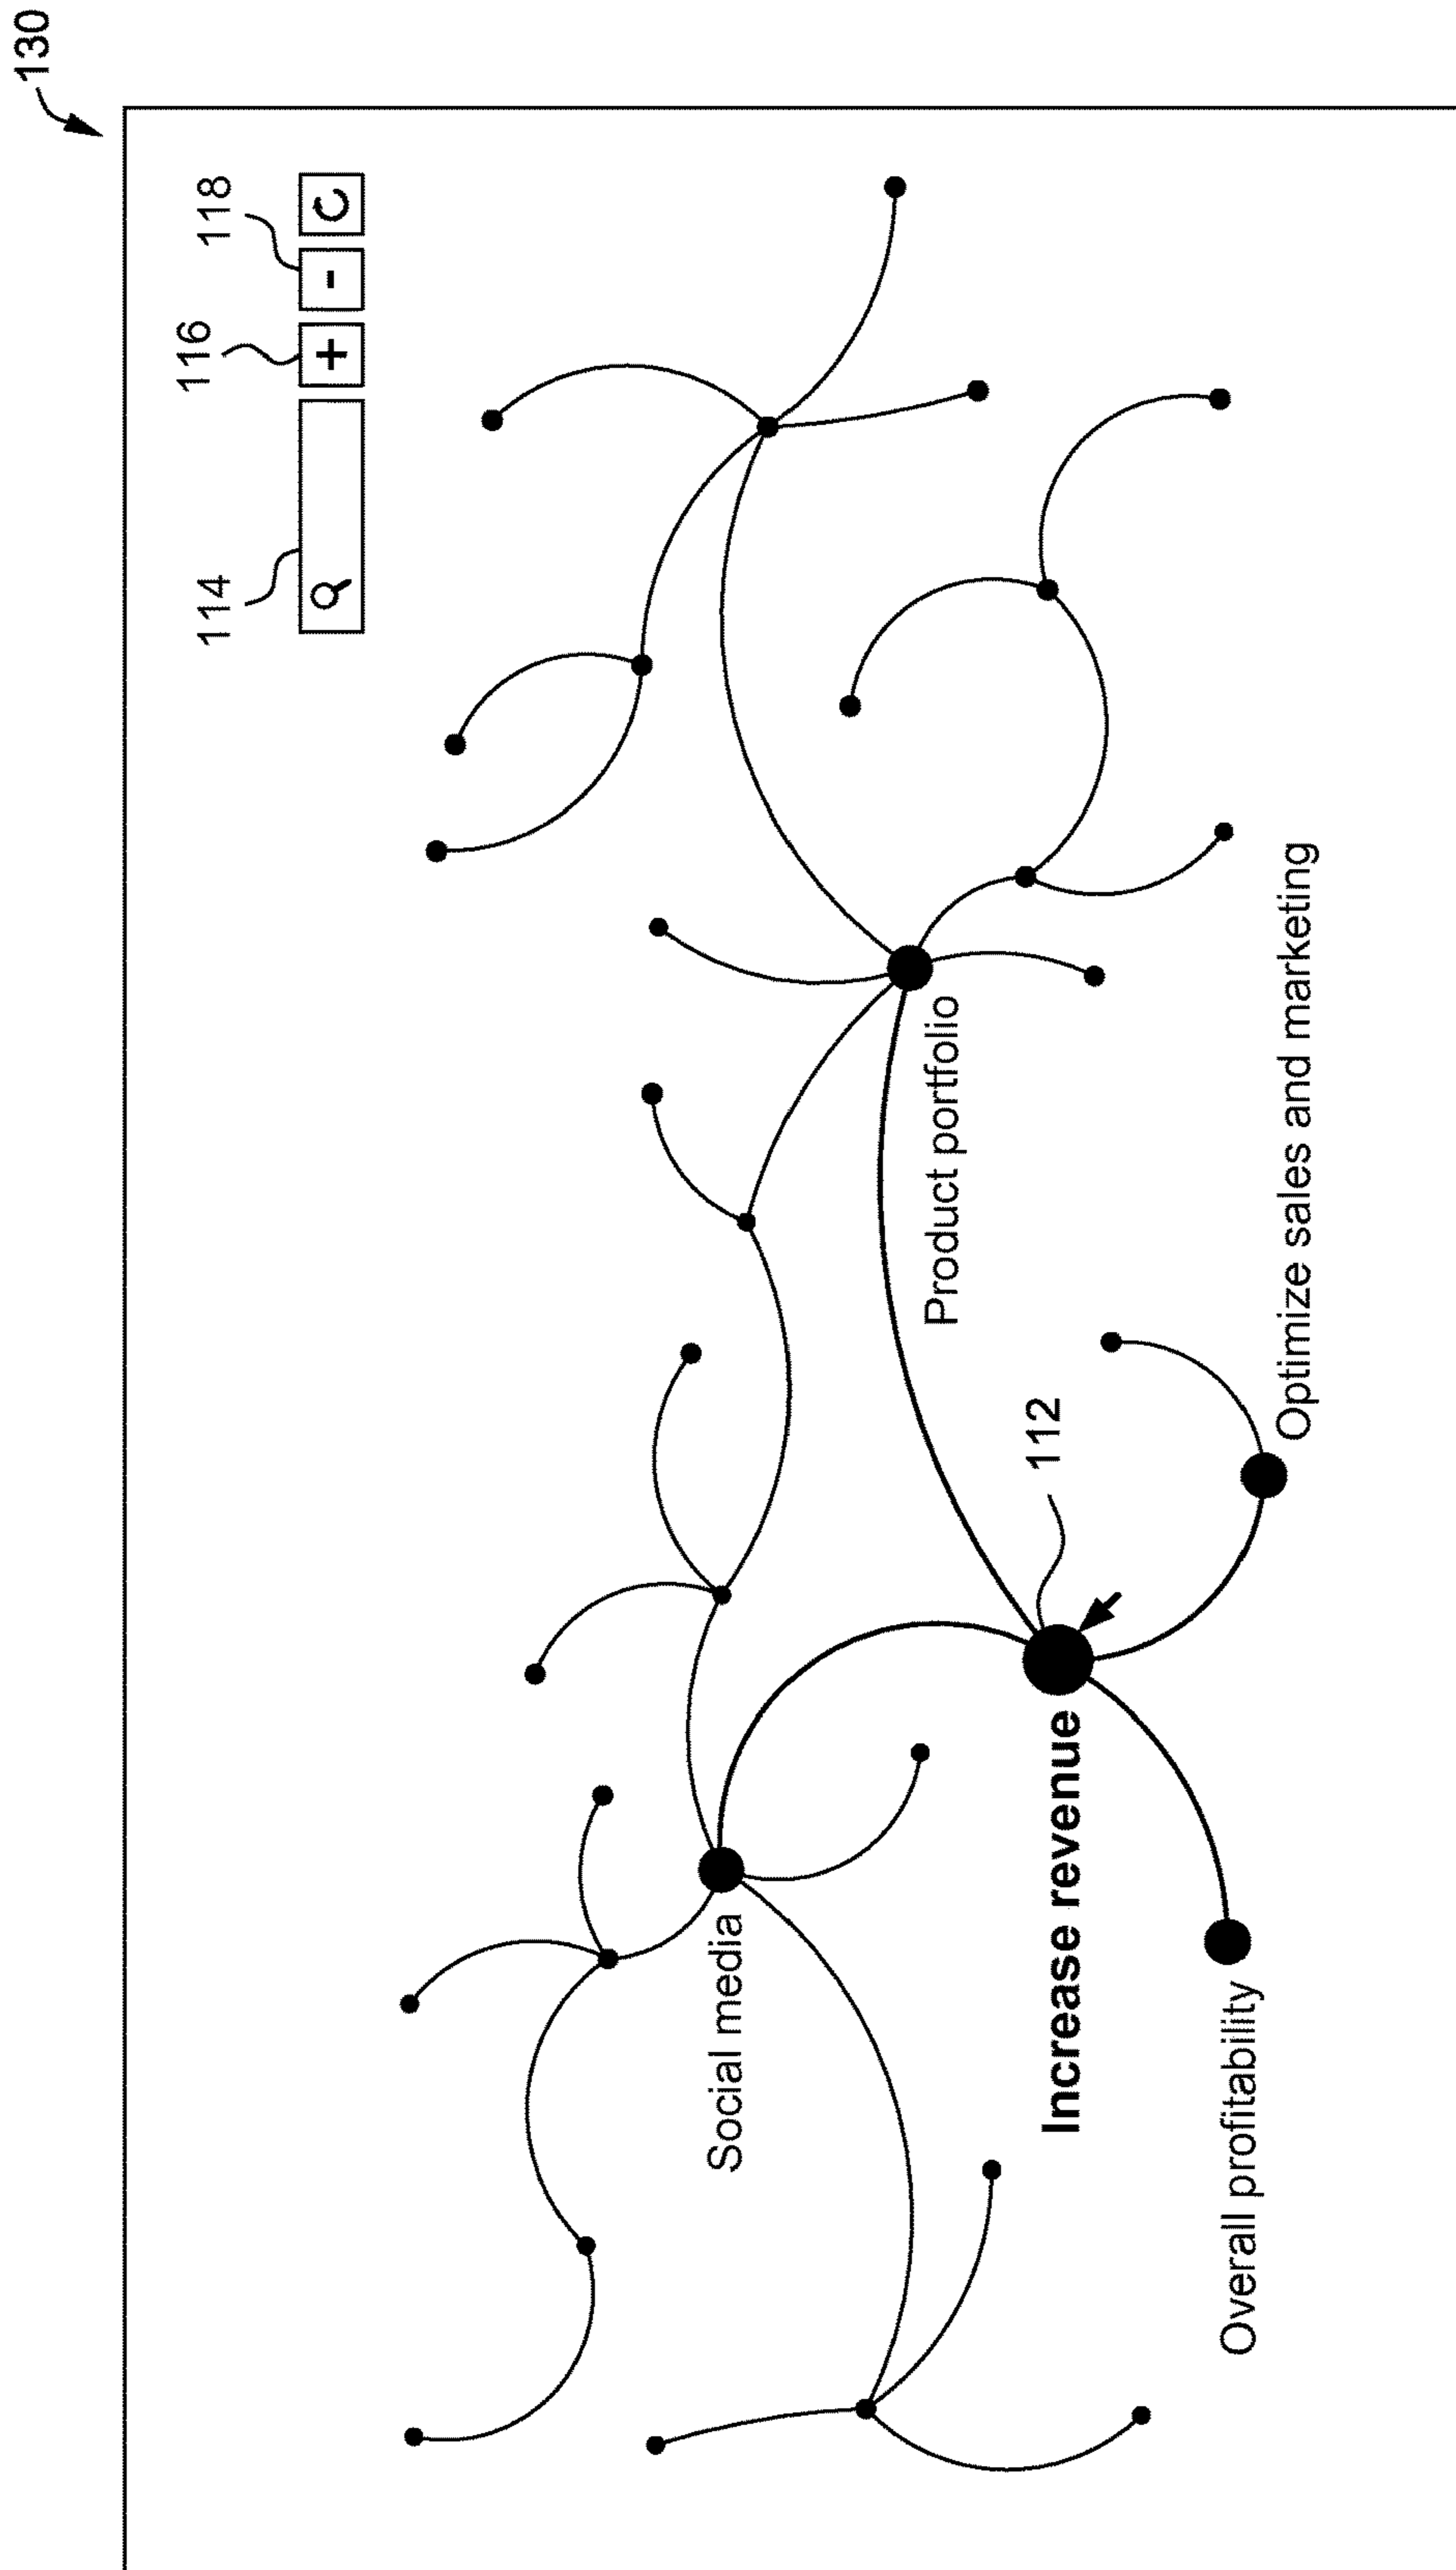 130
114
116
118
+
-
Social media
Product portfolio
112
Increase revenue
Overall profitability
Optimize sales and marketing